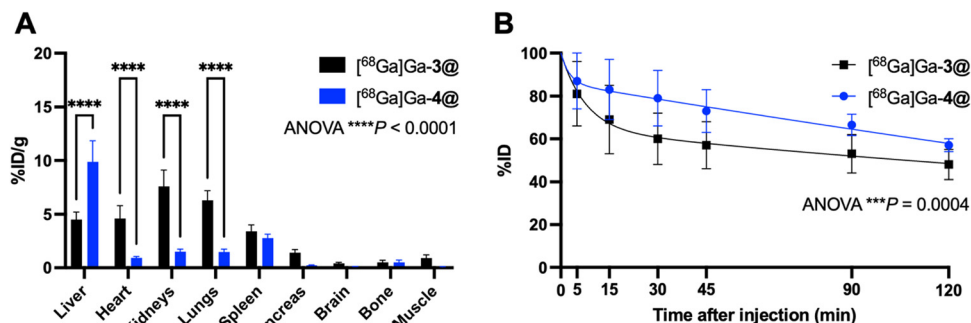 A
20
15
10
5
0
%ID/g
**** **** **** ****
[⁶⁸Ga]Ga-3@
[⁶⁸Ga]Ga-4@
ANOVA ****P < 0.0001
Liver Heart Lungs Spleen Brain Bone Muscle
B
100
80
60
40
20
0
%ID
[⁶⁸Ga]Ga-3@
[⁶⁸Ga]Ga-4@
ANOVA ***P = 0.0004
0 5 15 30 45 90 120
Time after injection (min)